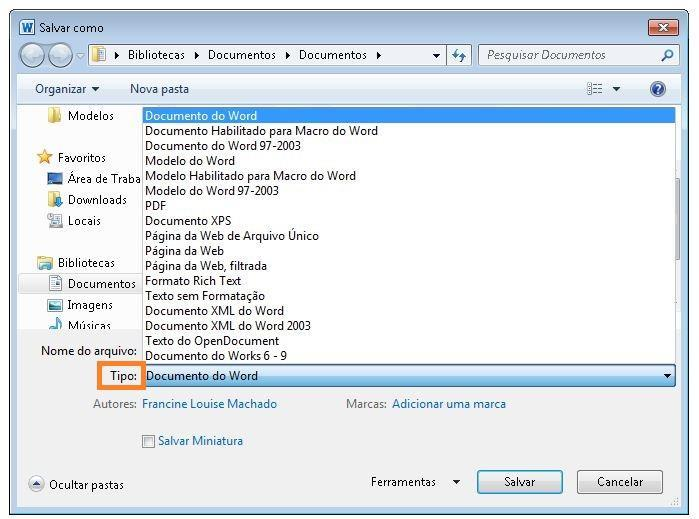 Salvar como
Bibliotecas Documentos Documentos
Pesquisar Documentos
Organizar Nova pasta
Modelos
Favoritos
Área de Traba
Downloads
Locais
Bibliotecas
Documentos
Imagens
Músicas
Documento do Word
Documento Habilitado para Macro do Word
Documento do Word 97-2003
Modelo do Word
Modelo Habilitado para Macro do Word
Modelo do Word 97-2003
PDF
Documento XPS
Página da Web de Arquivo Único
Página da Web
Página da Web, filtrada
Formato Rich Text
Texto sem Formatação
Documento XML do Word
Documento XML do Word 2003
Texto do OpenDocument
Documento do Works 6 - 9
Nome do arquivo:
Tipo: Documento do Word
Autores: Francine Louise Machado Marcas: Adicionar uma marca
Salvar Miniatura
Ocultar pastas Ferramentas Salvar Cancelar